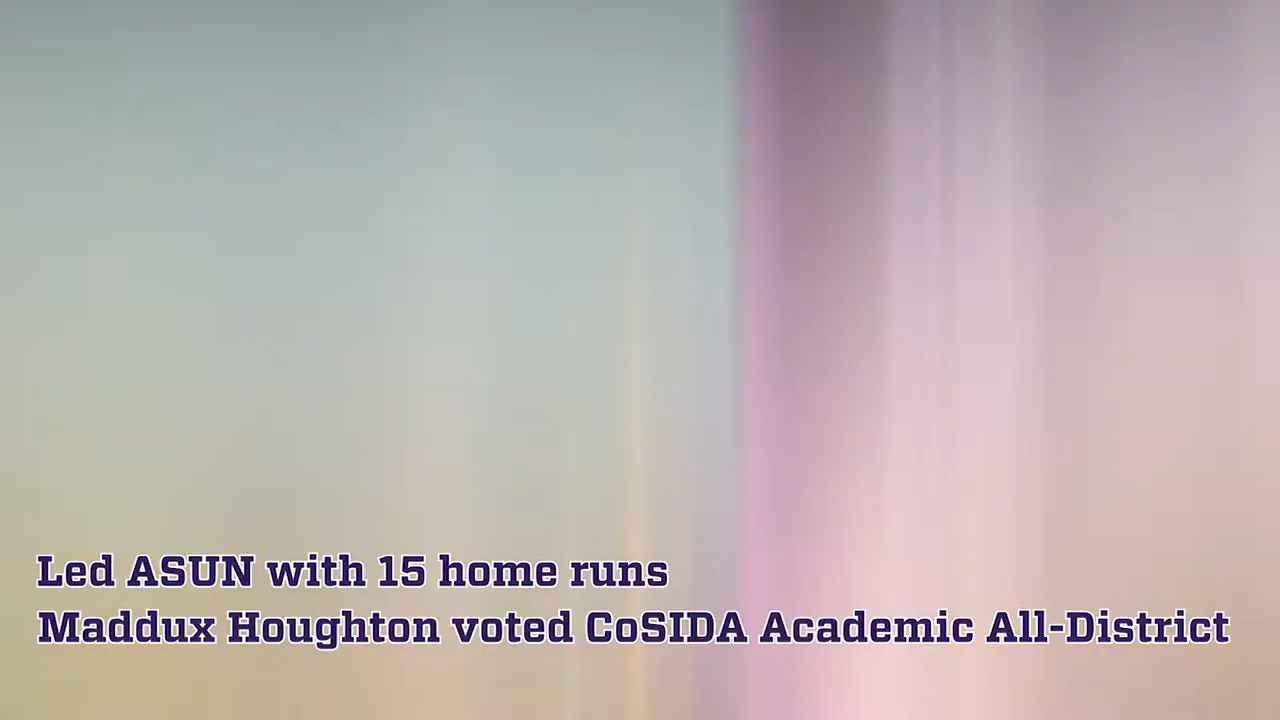 Led ASUN with 15 home runs
Maddux Houghton voted CoSIDA Academic All-District